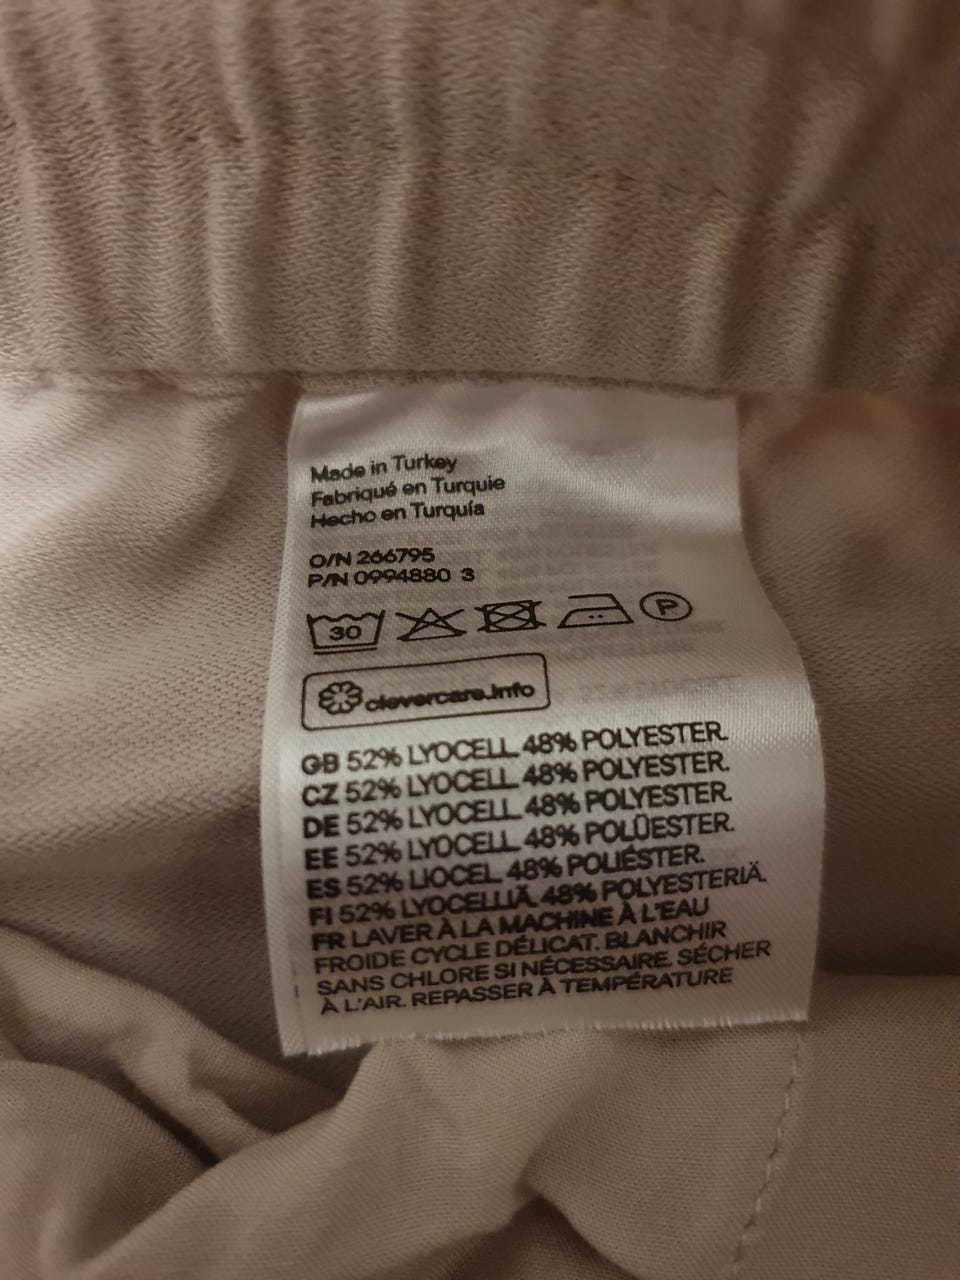 Made in Turkey
Fabriqué en Turquie
Hecho en Turquía
O/N 266795
P/N 0994880 3
30 P
clevercare.info
GB 52% LYOCELL 48% POLYESTER.
CZ 52% LYOCELL 48% POLYESTER.
DE 52% LYOCELL 48% POLYESTER.
EE 52% LYOCELL 48% POLÜESTER.
ES 52% LIOCEL 48% POLIÉSTER.
FI 52% LYOCELLIÄ. 48% POLYESTERIÄ.
FR LAVER À LA MACHINE À L'EAU
FROIDE CYCLE DÉLICAT. BLANCHIR
SANS CHLORE SI NÉCESSAIRE. SÉCHER
À L'AIR. REPASSER À TEMPÉRATURE